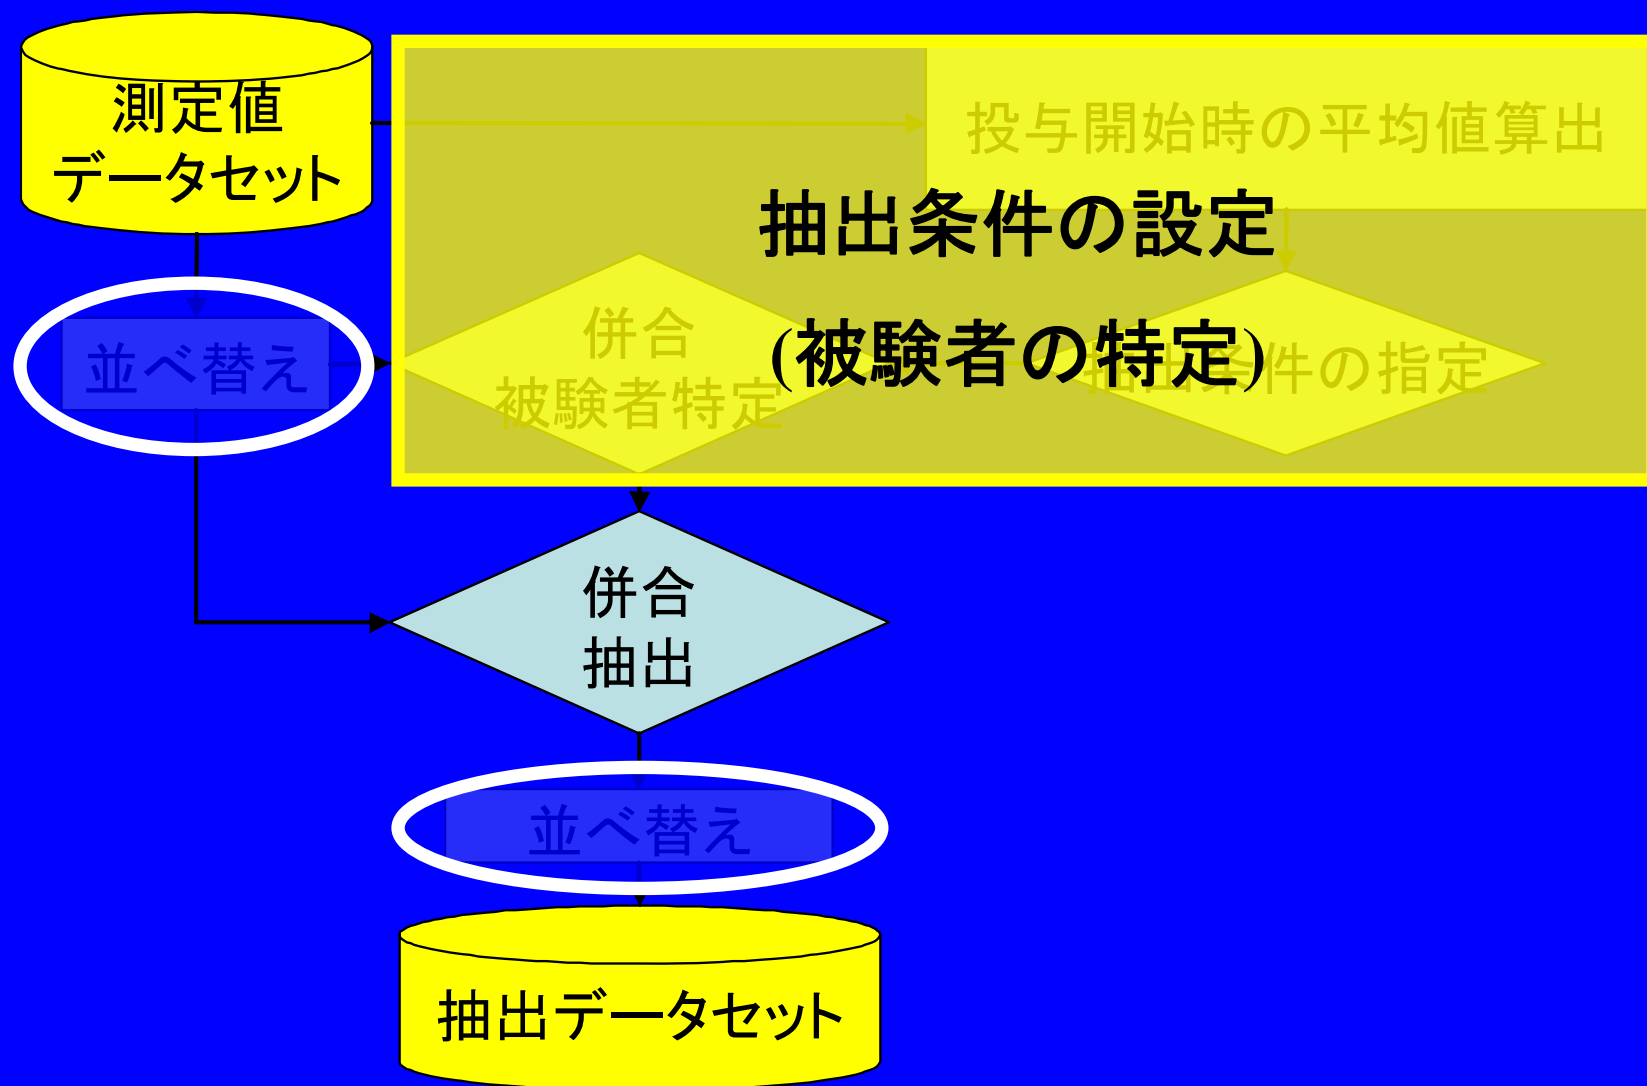 測定値
データセット
投与開始時の平均値算出
抽出条件の設定
(被験者の特定)
併合
被験者特定
抽出条件の指定
並べ替え
併合
抽出
並べ替え
抽出データセット